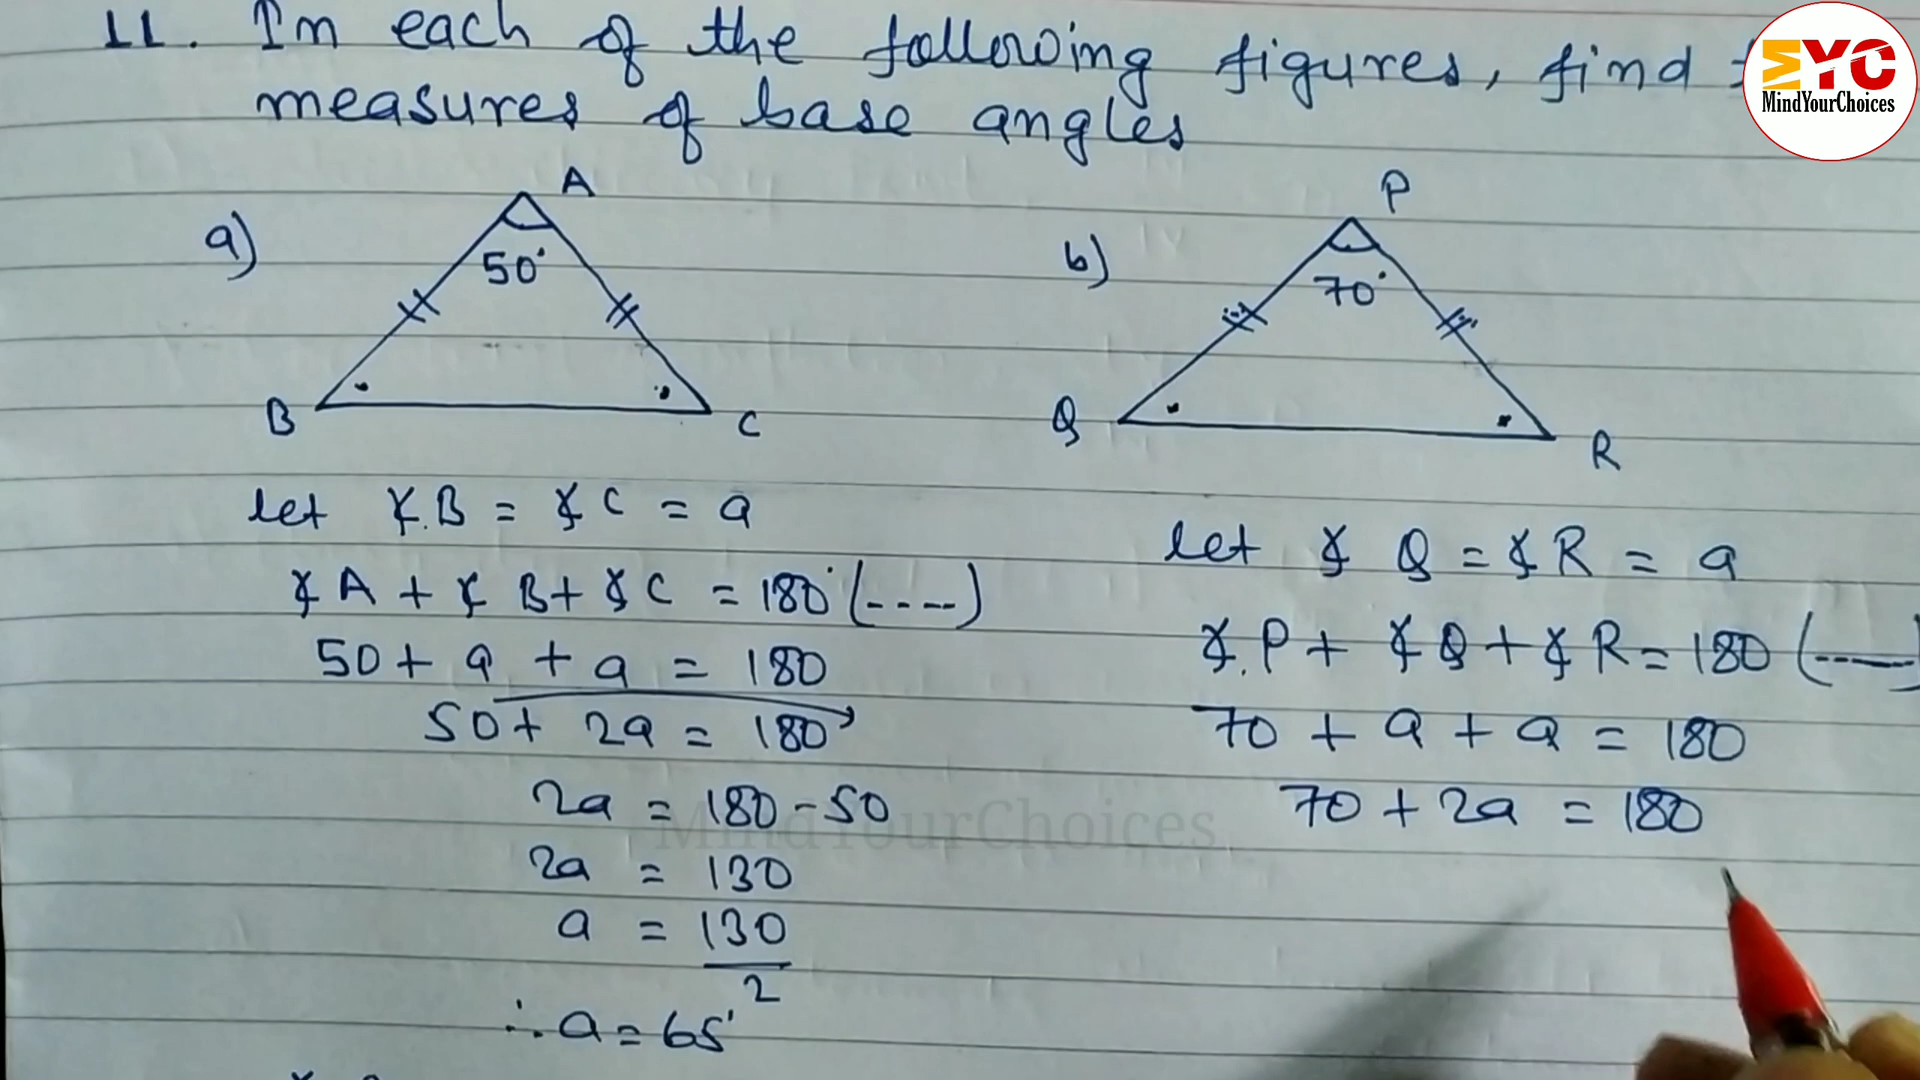 11. In each of the following figures, find
measures of base angles
MYC
MindYourChoices
a)
A
50°
B
C
b)
P
70°
Q
R
let ∠B = ∠C = a
∠A + ∠B + ∠C = 180° (----)
50 + a + a = 180
50 + 2a = 180
2a = 180 - 50
2a = 130
a = 130
2
∴ a = 65°
let ∠Q = ∠R = a
∠P + ∠Q + ∠R = 180 (----)
70 + a + a = 180
70 + 2a = 180
MindYourChoices